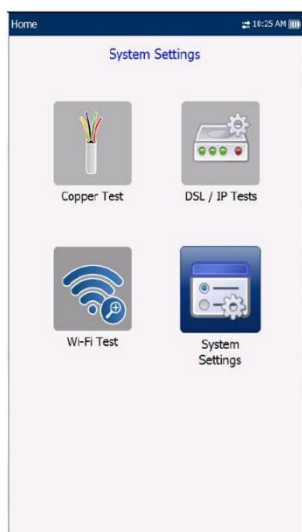 Home 10:25 AM
System Settings
Copper Test DSL / IP Tests
Wi-Fi Test System
Settings